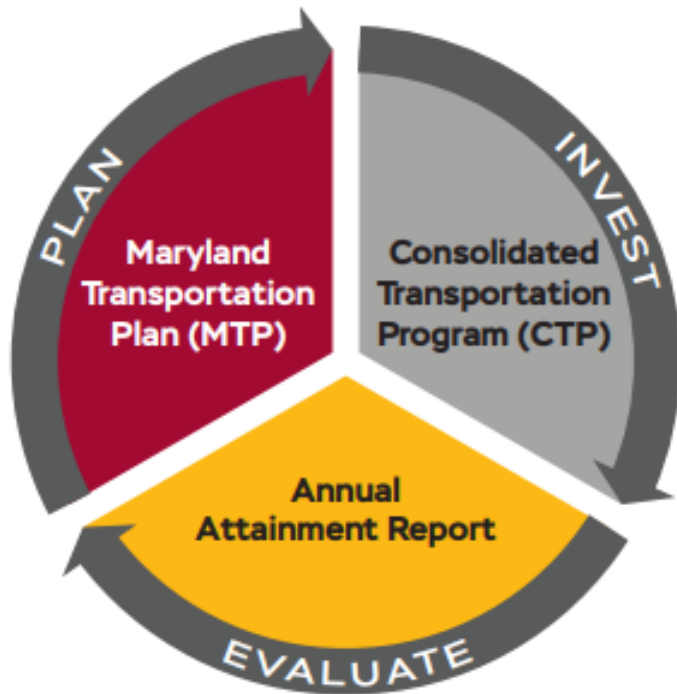 PLAN
Maryland
Transportation
Plan (MTP)
INVEST
Consolidated
Transportation
Program (CTP)
Annual
Attainment Report
EVALUATE